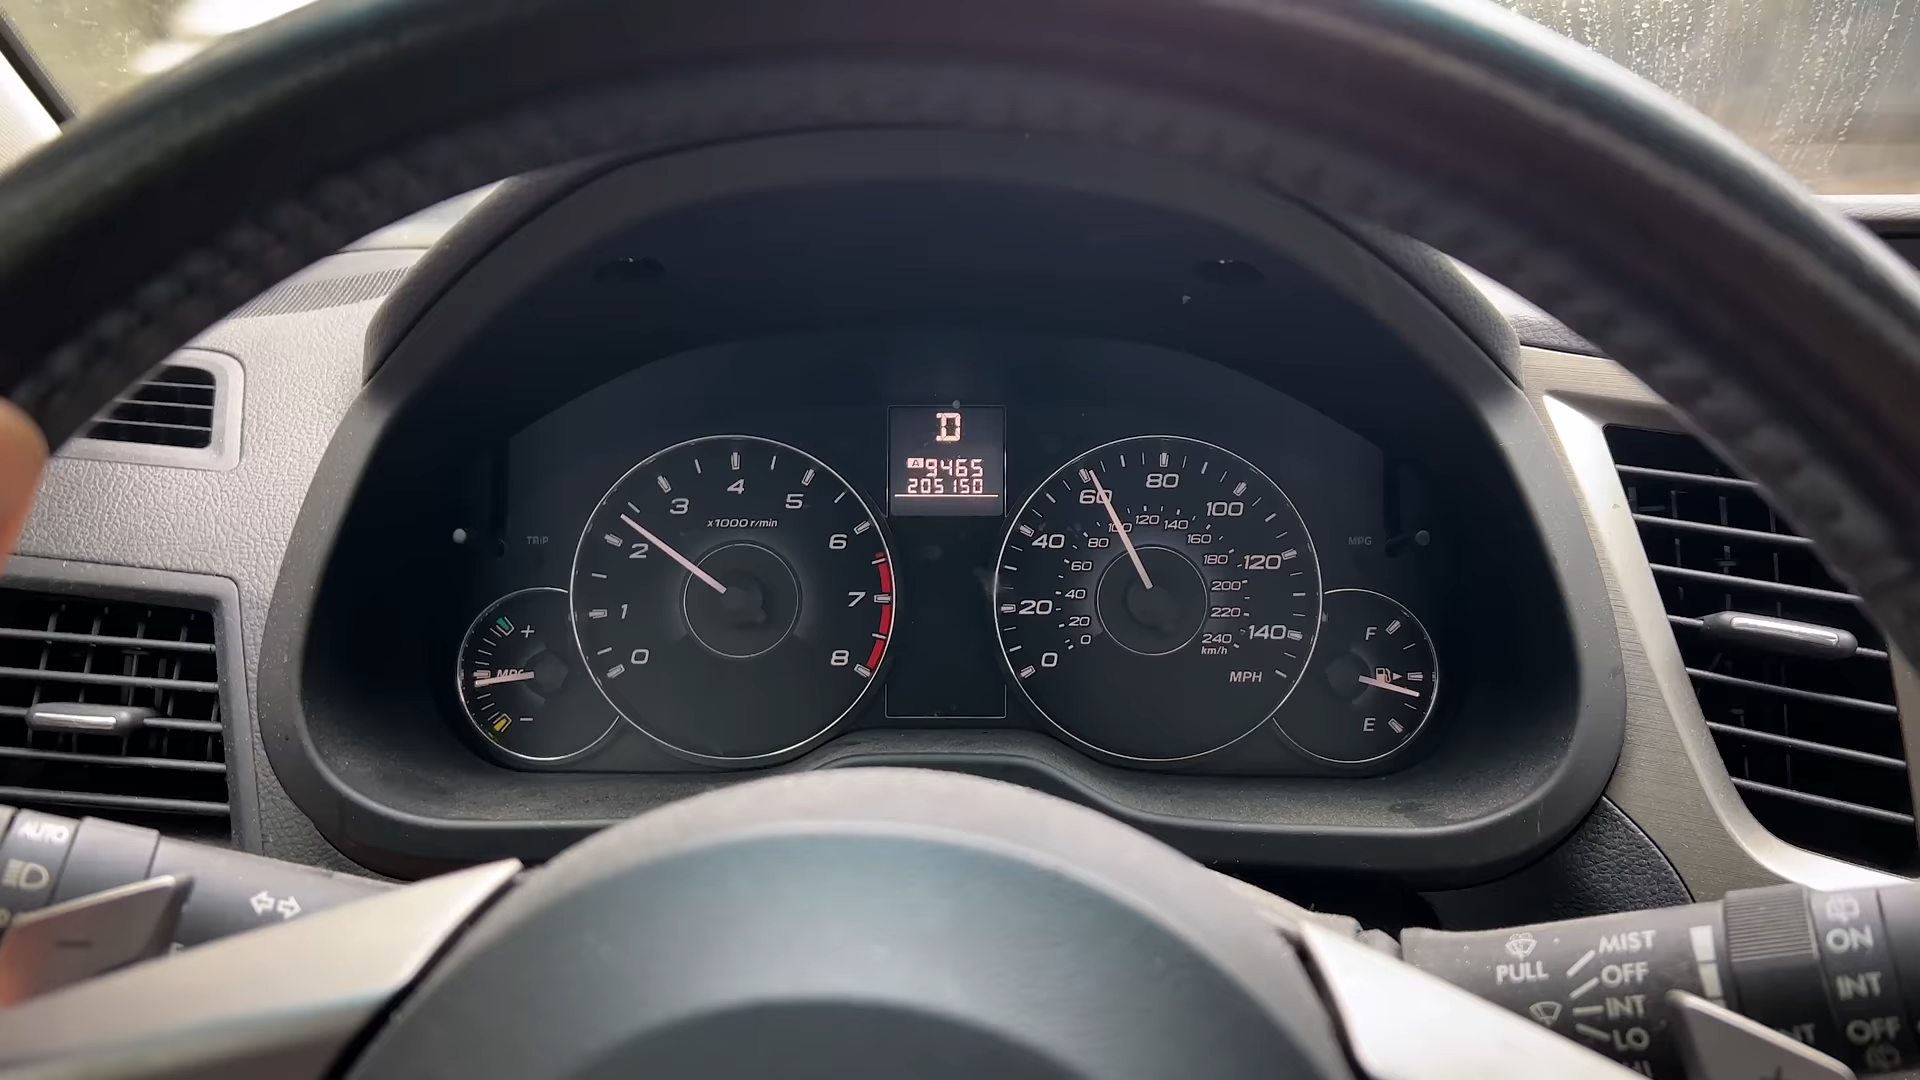 D
A 9465
205150
TRIP
0
1
2
3
4
5
6
7
8
x1000 r/min
+
MPG
-
0
20
40
60
80
100
120
140
MPH
0
20
40
60
80
100
120
140
160
180
200
220
240
km/h
MPG
F
E
AUTO
PULL
MIST
OFF
INT
LO
ON
INT
OFF